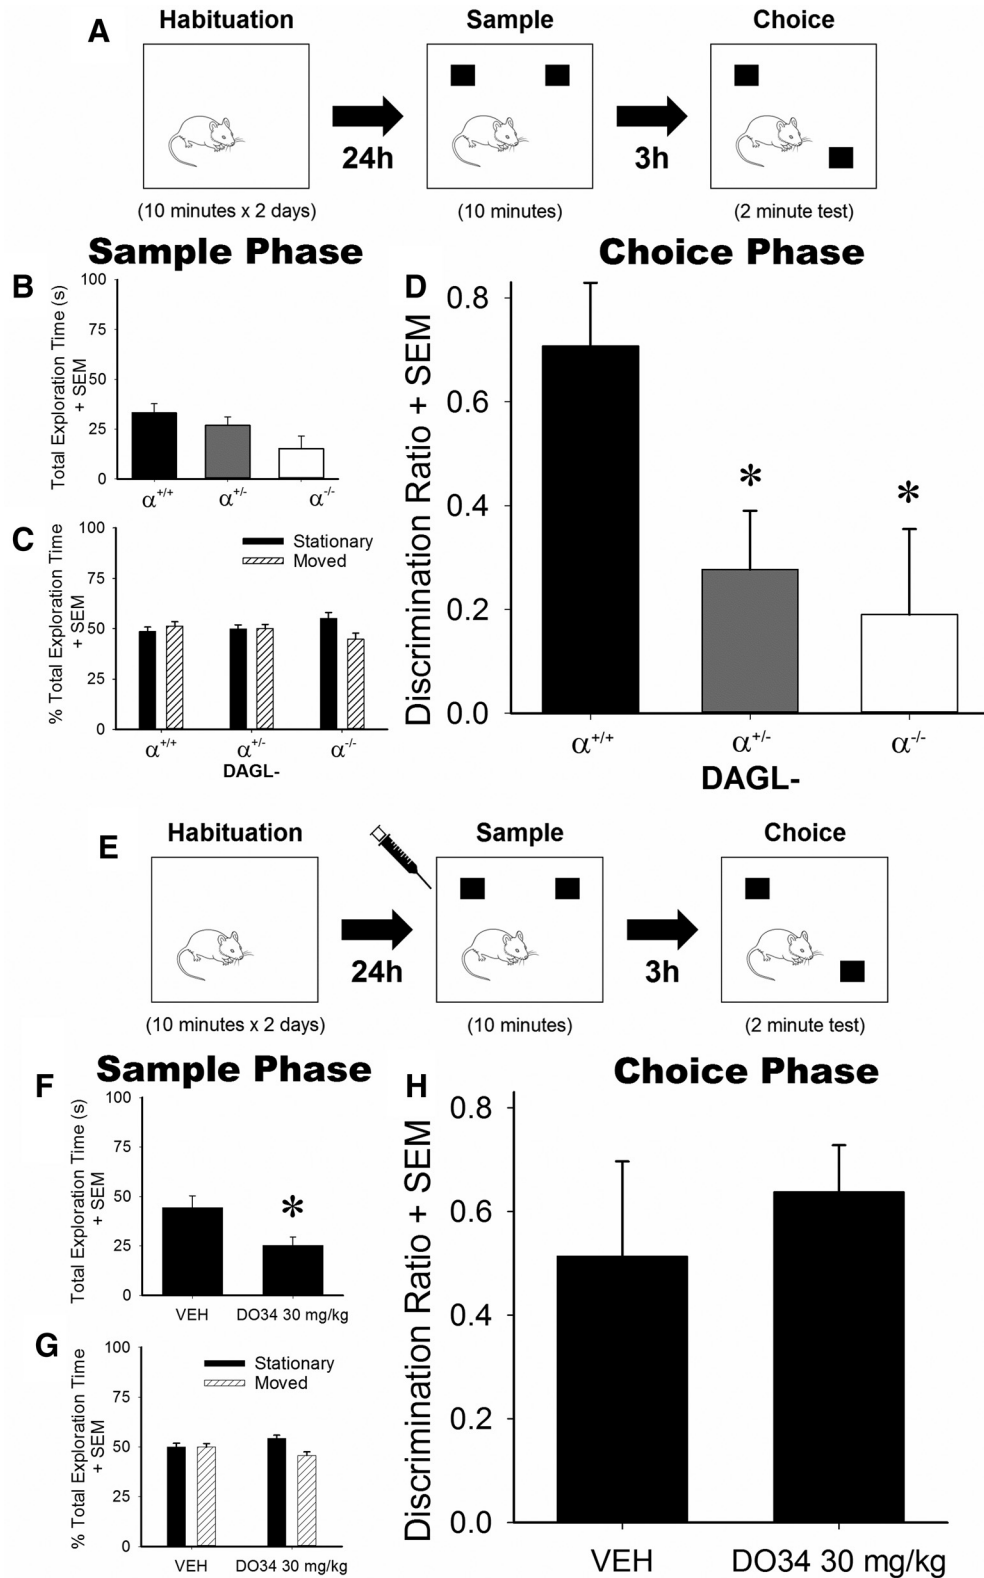 A
Habituation
Sample
Choice
24h
3h
(10 minutes x 2 days)
(10 minutes)
(2 minute test)
Sample Phase
Choice Phase
B
Total Exploration Time (s)
+ SEM
100
75
50
25
0
α+/+
α+/-
α-/-
C
% Total Exploration Time
+ SEM
100
75
50
25
0
Stationary
Moved
α+/+
α+/-
α-/-
DAGL-
D
Discrimination Ratio + SEM
0.8
0.6
0.4
0.2
0.0
*
*
α+/+
α+/-
α-/-
DAGL-
E
Habituation
Sample
Choice
24h
3h
(10 minutes x 2 days)
(10 minutes)
(2 minute test)
Sample Phase
Choice Phase
F
Total Exploration Time (s)
+ SEM
100
75
50
25
0
*
VEH
DO34 30 mg/kg
G
% Total Exploration Time
+ SEM
100
75
50
25
0
Stationary
Moved
VEH
DO34 30 mg/kg
H
Discrimination Ratio + SEM
0.8
0.6
0.4
0.2
0.0
VEH
DO34 30 mg/kg